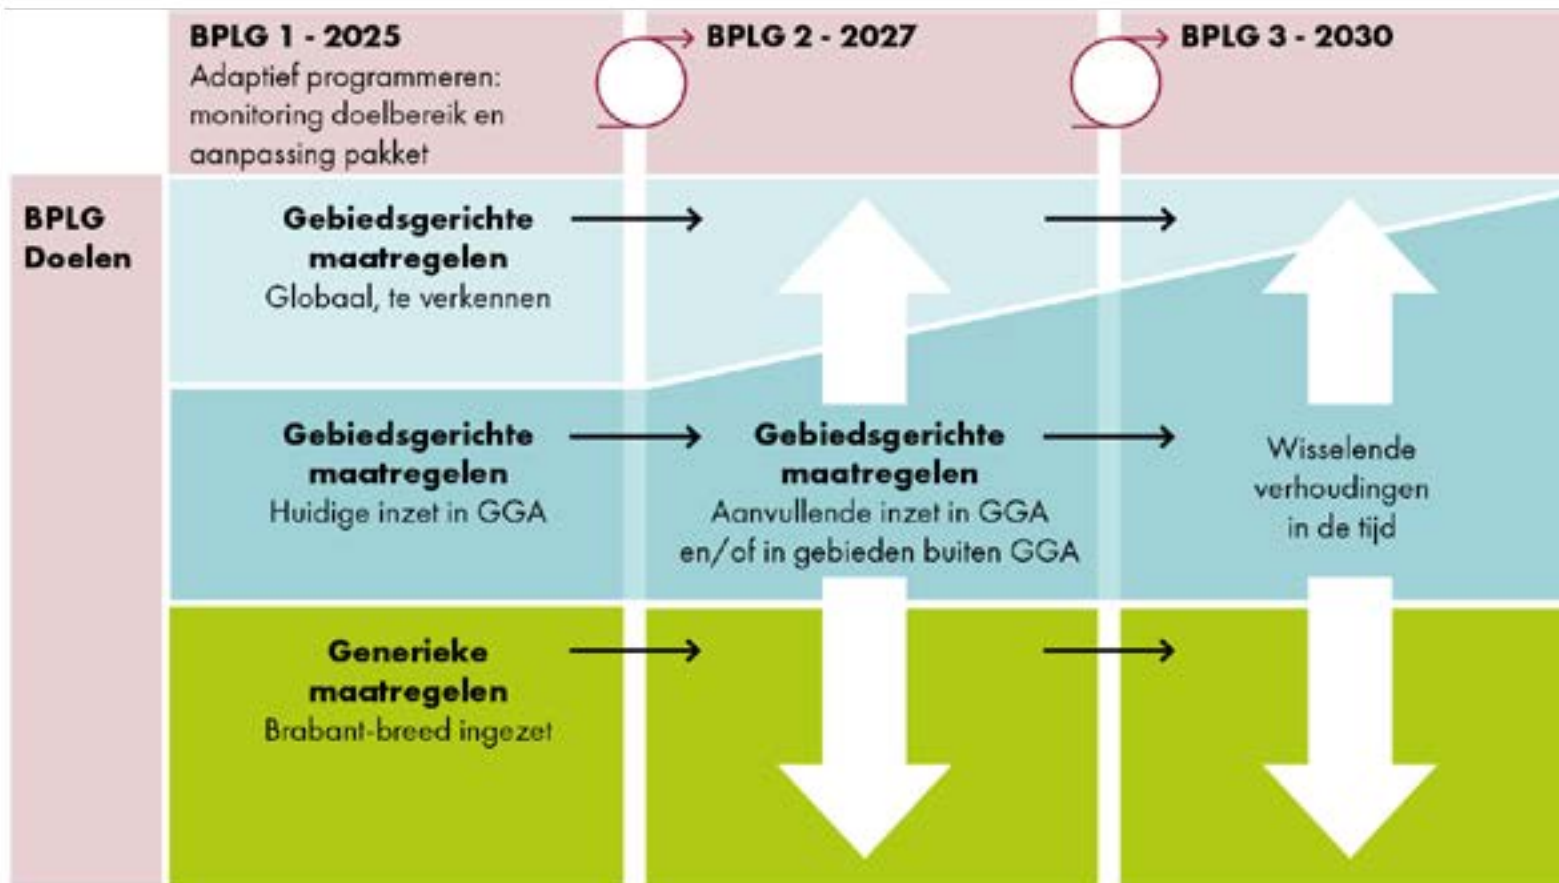 BPLG 1 - 2025
Adaptief programmeren:
monitoring doelbereik en
aanpassing pakket
BPLG 2 - 2027
BPLG 3 - 2030
BPLG
Doelen
Gebiedsgerichte
maatregelen
Globaal, te verkennen
Gebiedsgerichte
maatregelen
Huidige inzet in GGA
Gebiedsgerichte
maatregelen
Aanvullende inzet in GGA
en/of in gebieden buiten GGA
Wisselende
verhoudingen
in de tijd
Generieke
maatregelen
Brabant-breed ingezet